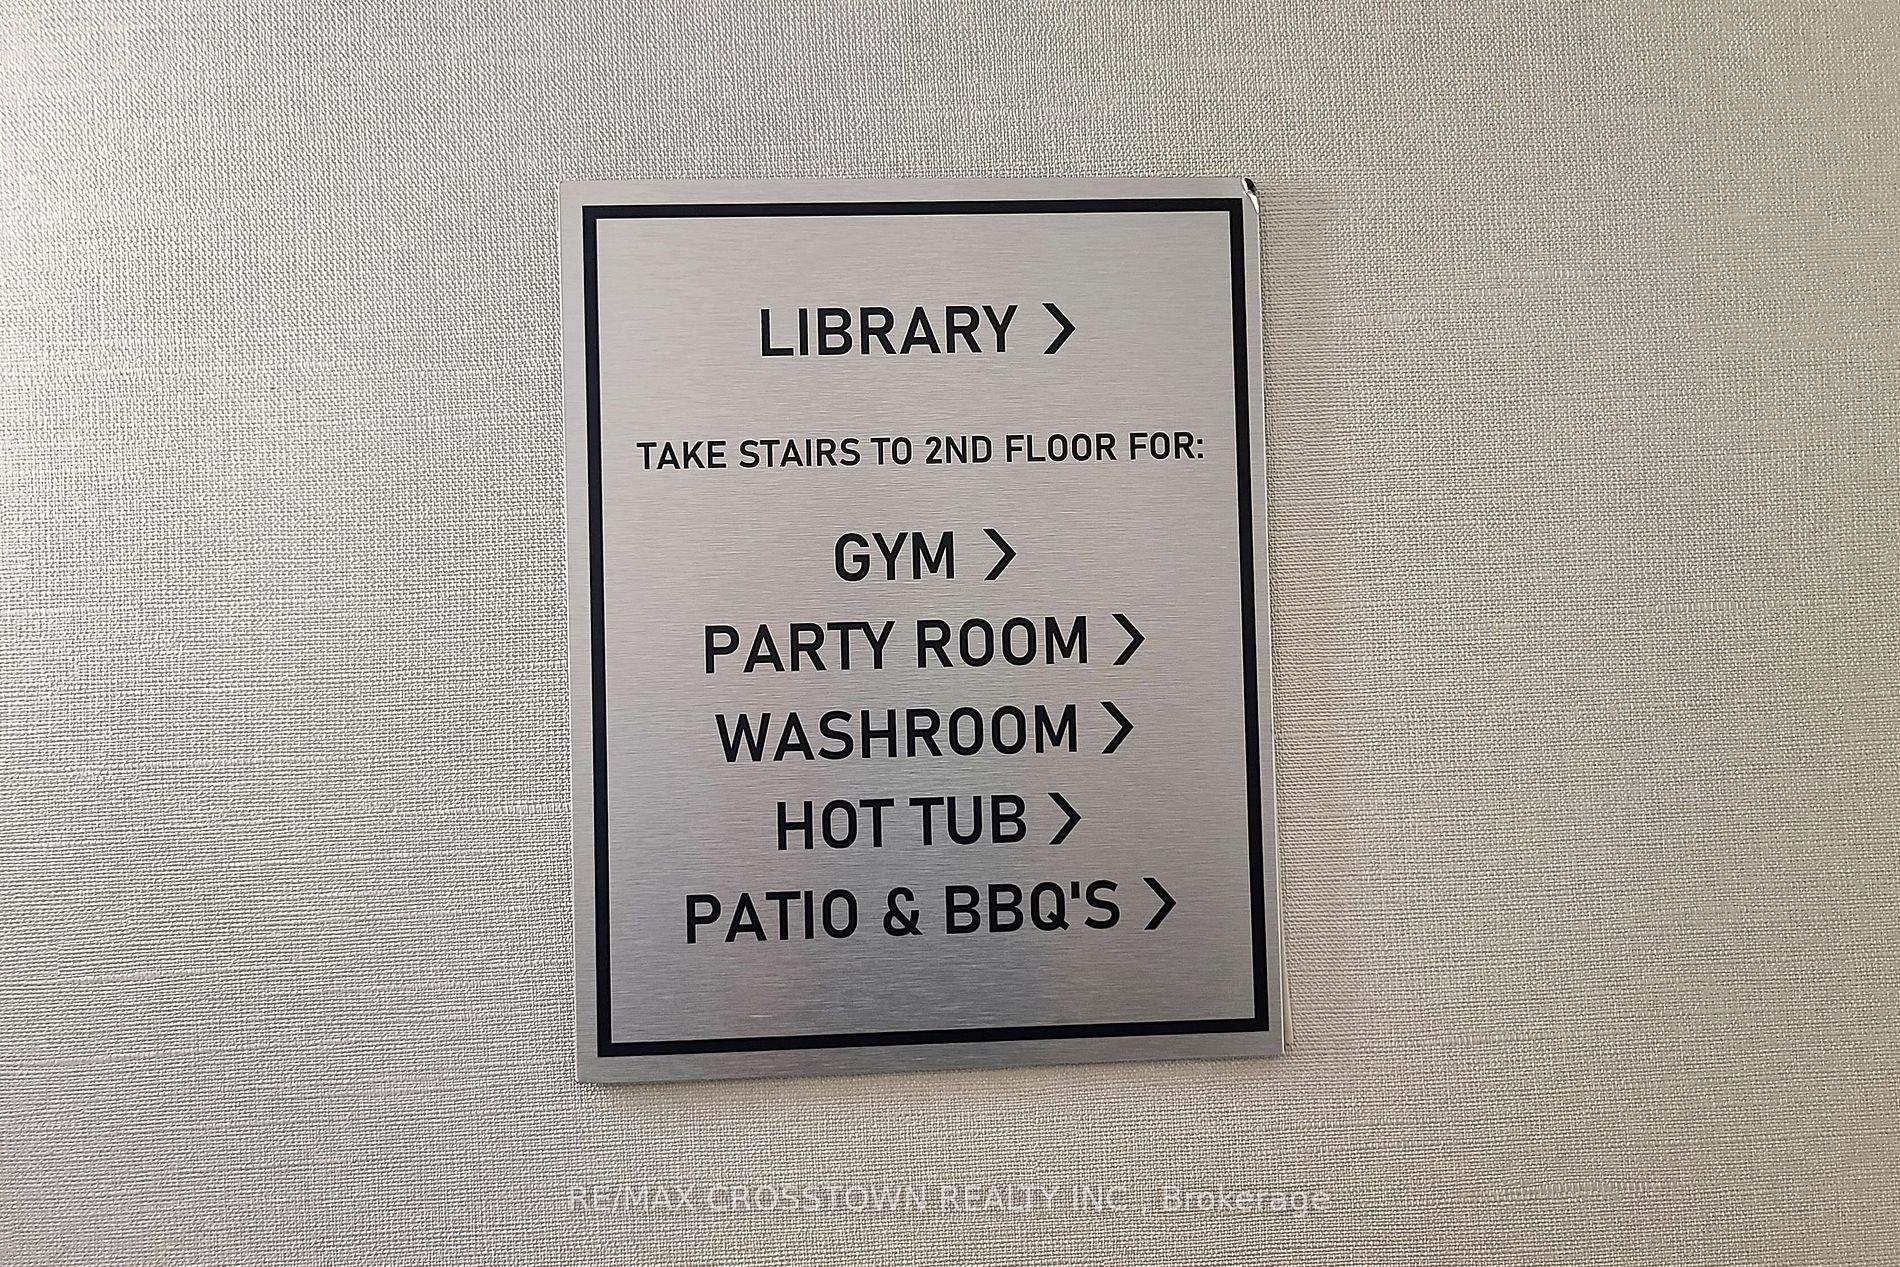 LIBRARY >
TAKE STAIRS TO 2ND FLOOR FOR:
GYM >
PARTY ROOM >
WASHROOM >
HOT TUB >
PATIO & BBQ'S >
RE/MAX CROSSTOWN REALTY INC., Brokerage